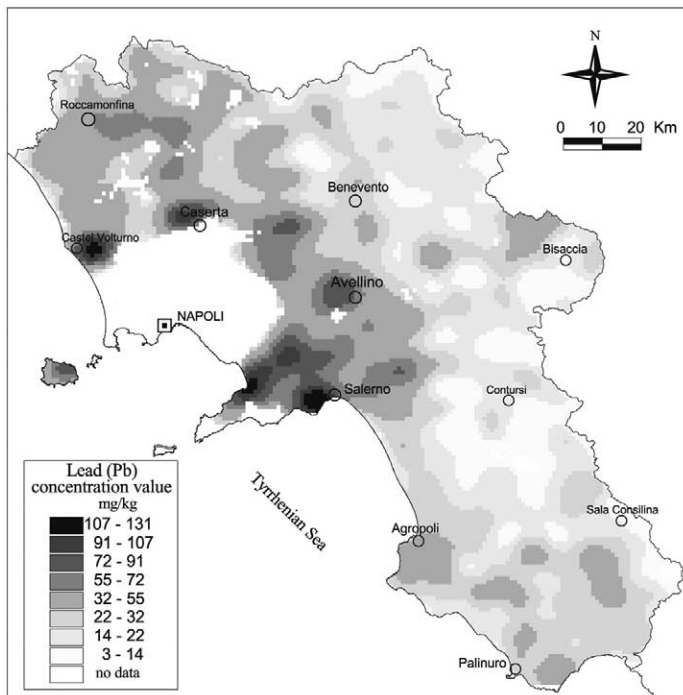 N
0 10 20 Km
Roccamonfina
Benevento
Caserta
Castel Volturno
Bisaccia
Avellino
NAPOLI
Salerno
Contursi
Tyrrhenian Sea
Sala Consilina
Agropoli
Palinuro
Lead (Pb)
concentration value
mg/kg
107 - 131
91 - 107
72 - 91
55 - 72
32 - 55
22 - 32
14 - 22
3 - 14
no data